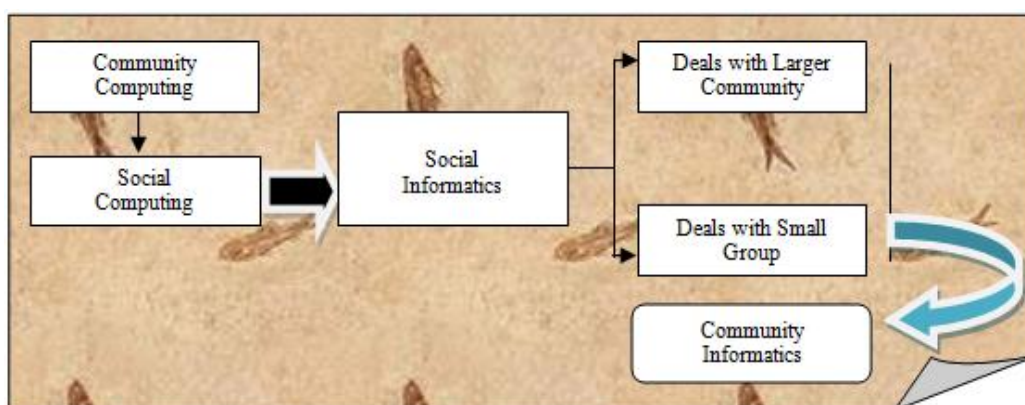 Community
Computing
Social
Computing
Social
Informatics
Deals with Larger
Community
Deals with Small
Group
Community
Informatics